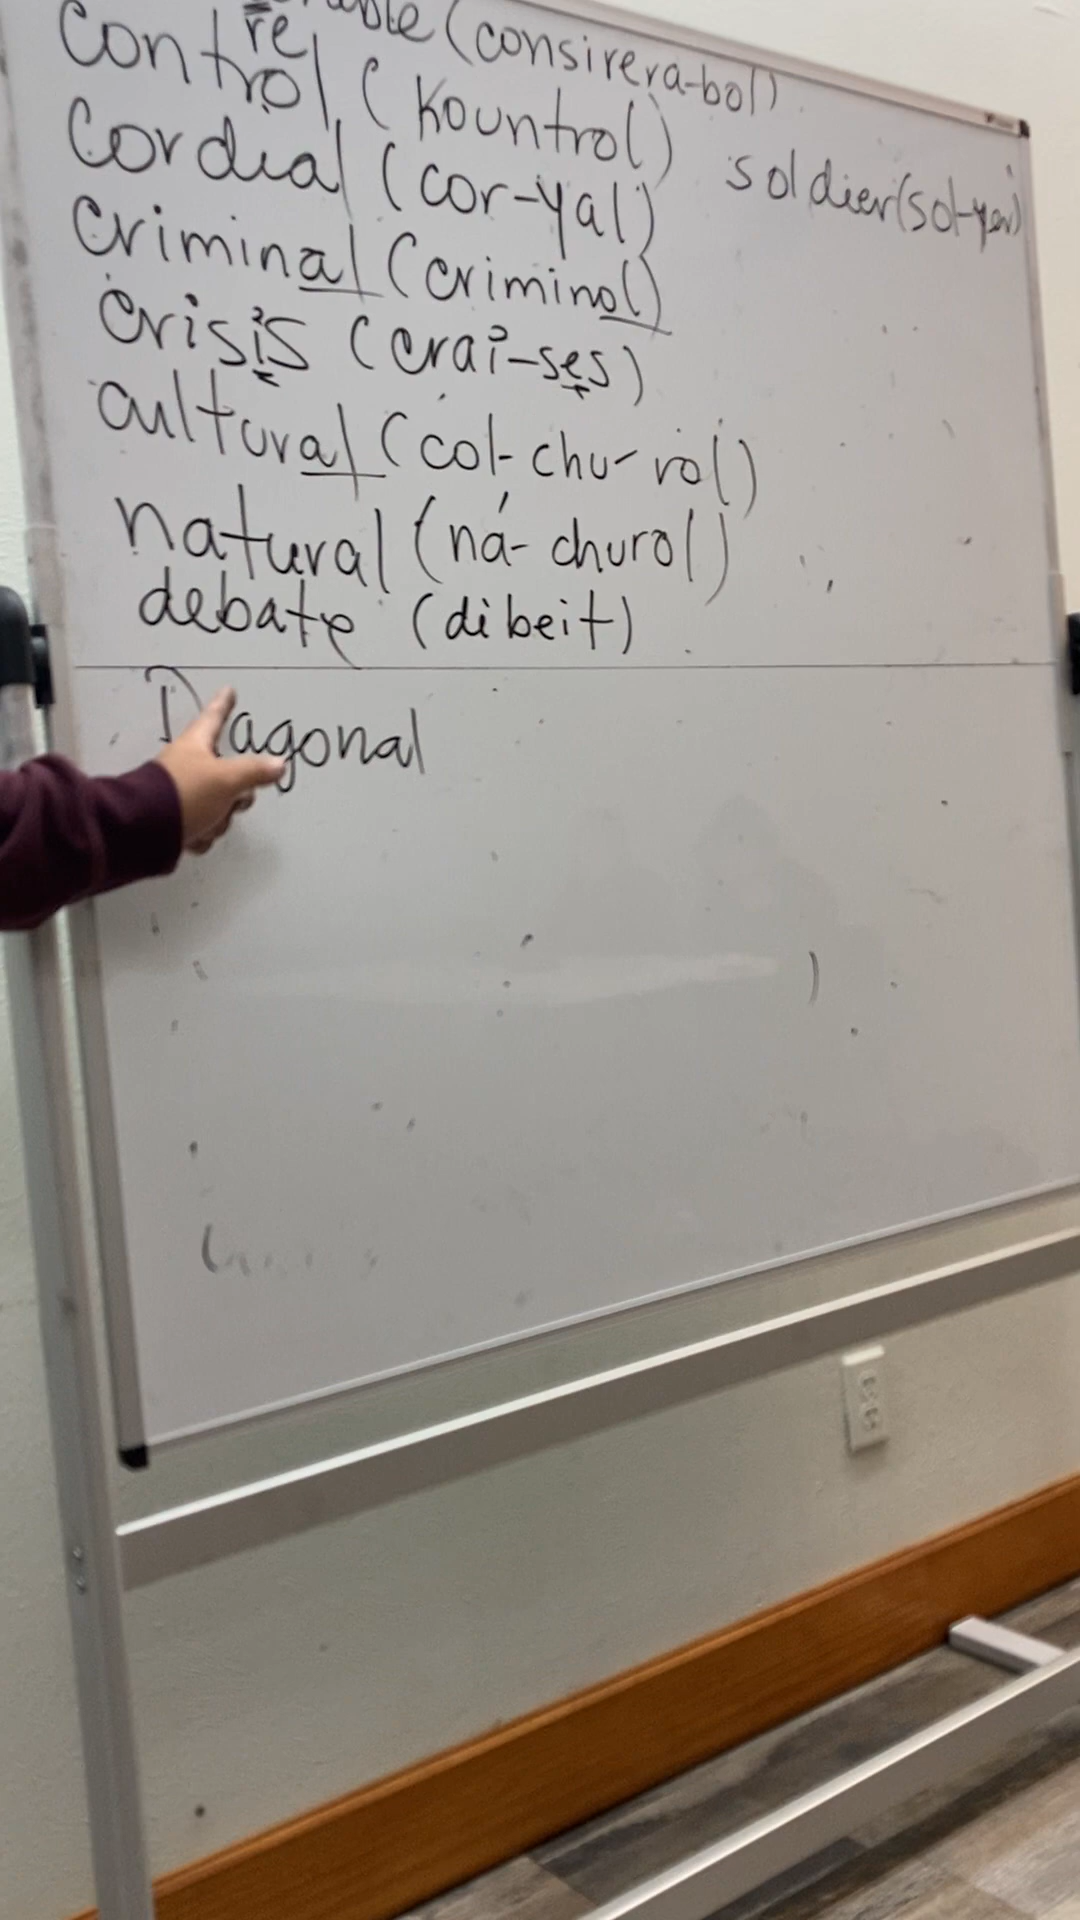 (consirera-bol)
control (Kountrol)
Cordial (cor-yal) soldier (sol-yer)
criminal (criminol)
crisis (crai-ses)
cultural (col-chu-rol)
natural (ná-churol)
debate (dibeit)
Diagonal